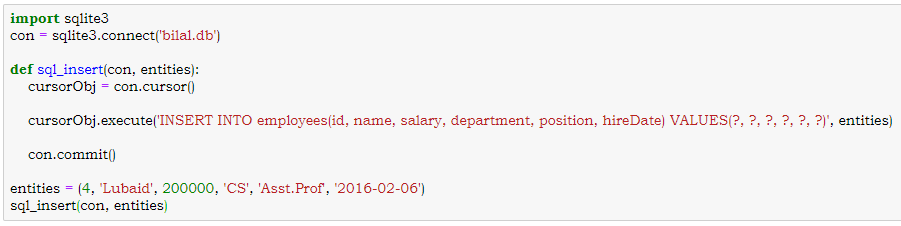 import sqlite3
con = sqlite3.connect('bilal.db')
def sql_insert(con, entities):
cursorObj = con.cursor()
cursorObj.execute('INSERT INTO employees(id, name, salary, department, position, hireDate) VALUES(?, ?, ?, ?, ?, ?)', entities)
con.commit()
entities = (4, 'Lubaid', 200000, 'CS', 'Asst.Prof', '2016-02-06')
sql_insert(con, entities)